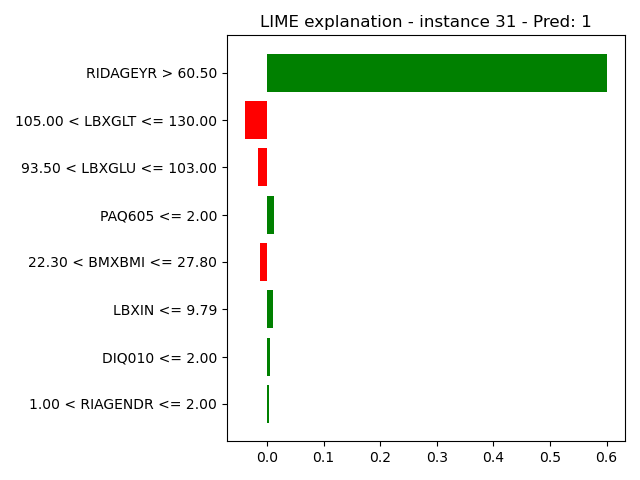 LIME explanation - instance 31 - Pred: 1
RIDAGEYR > 60.50
105.00 < LBXGLT <= 130.00
93.50 < LBXGLU <= 103.00
PAQ605 <= 2.00
22.30 < BMXBMI <= 27.80
LBXIN <= 9.79
DIQ010 <= 2.00
1.00 < RIAGENDR <= 2.00
0.0 0.1 0.2 0.3 0.4 0.5 0.6